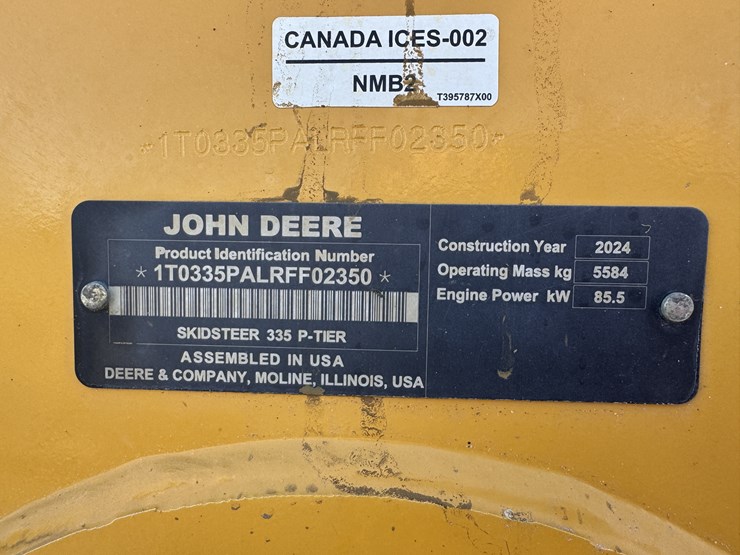 CANADA ICES-002
NMB2
T395787X00
*1T0335PALRFF02350*
JOHN DEERE
Product Identification Number
* 1T0335PALRFF02350 *
SKIDSTEER 335 P-TIER
ASSEMBLED IN USA
DEERE & COMPANY, MOLINE, ILLINOIS, USA
Construction Year 2024
Operating Mass kg 5584
Engine Power kW 85.5